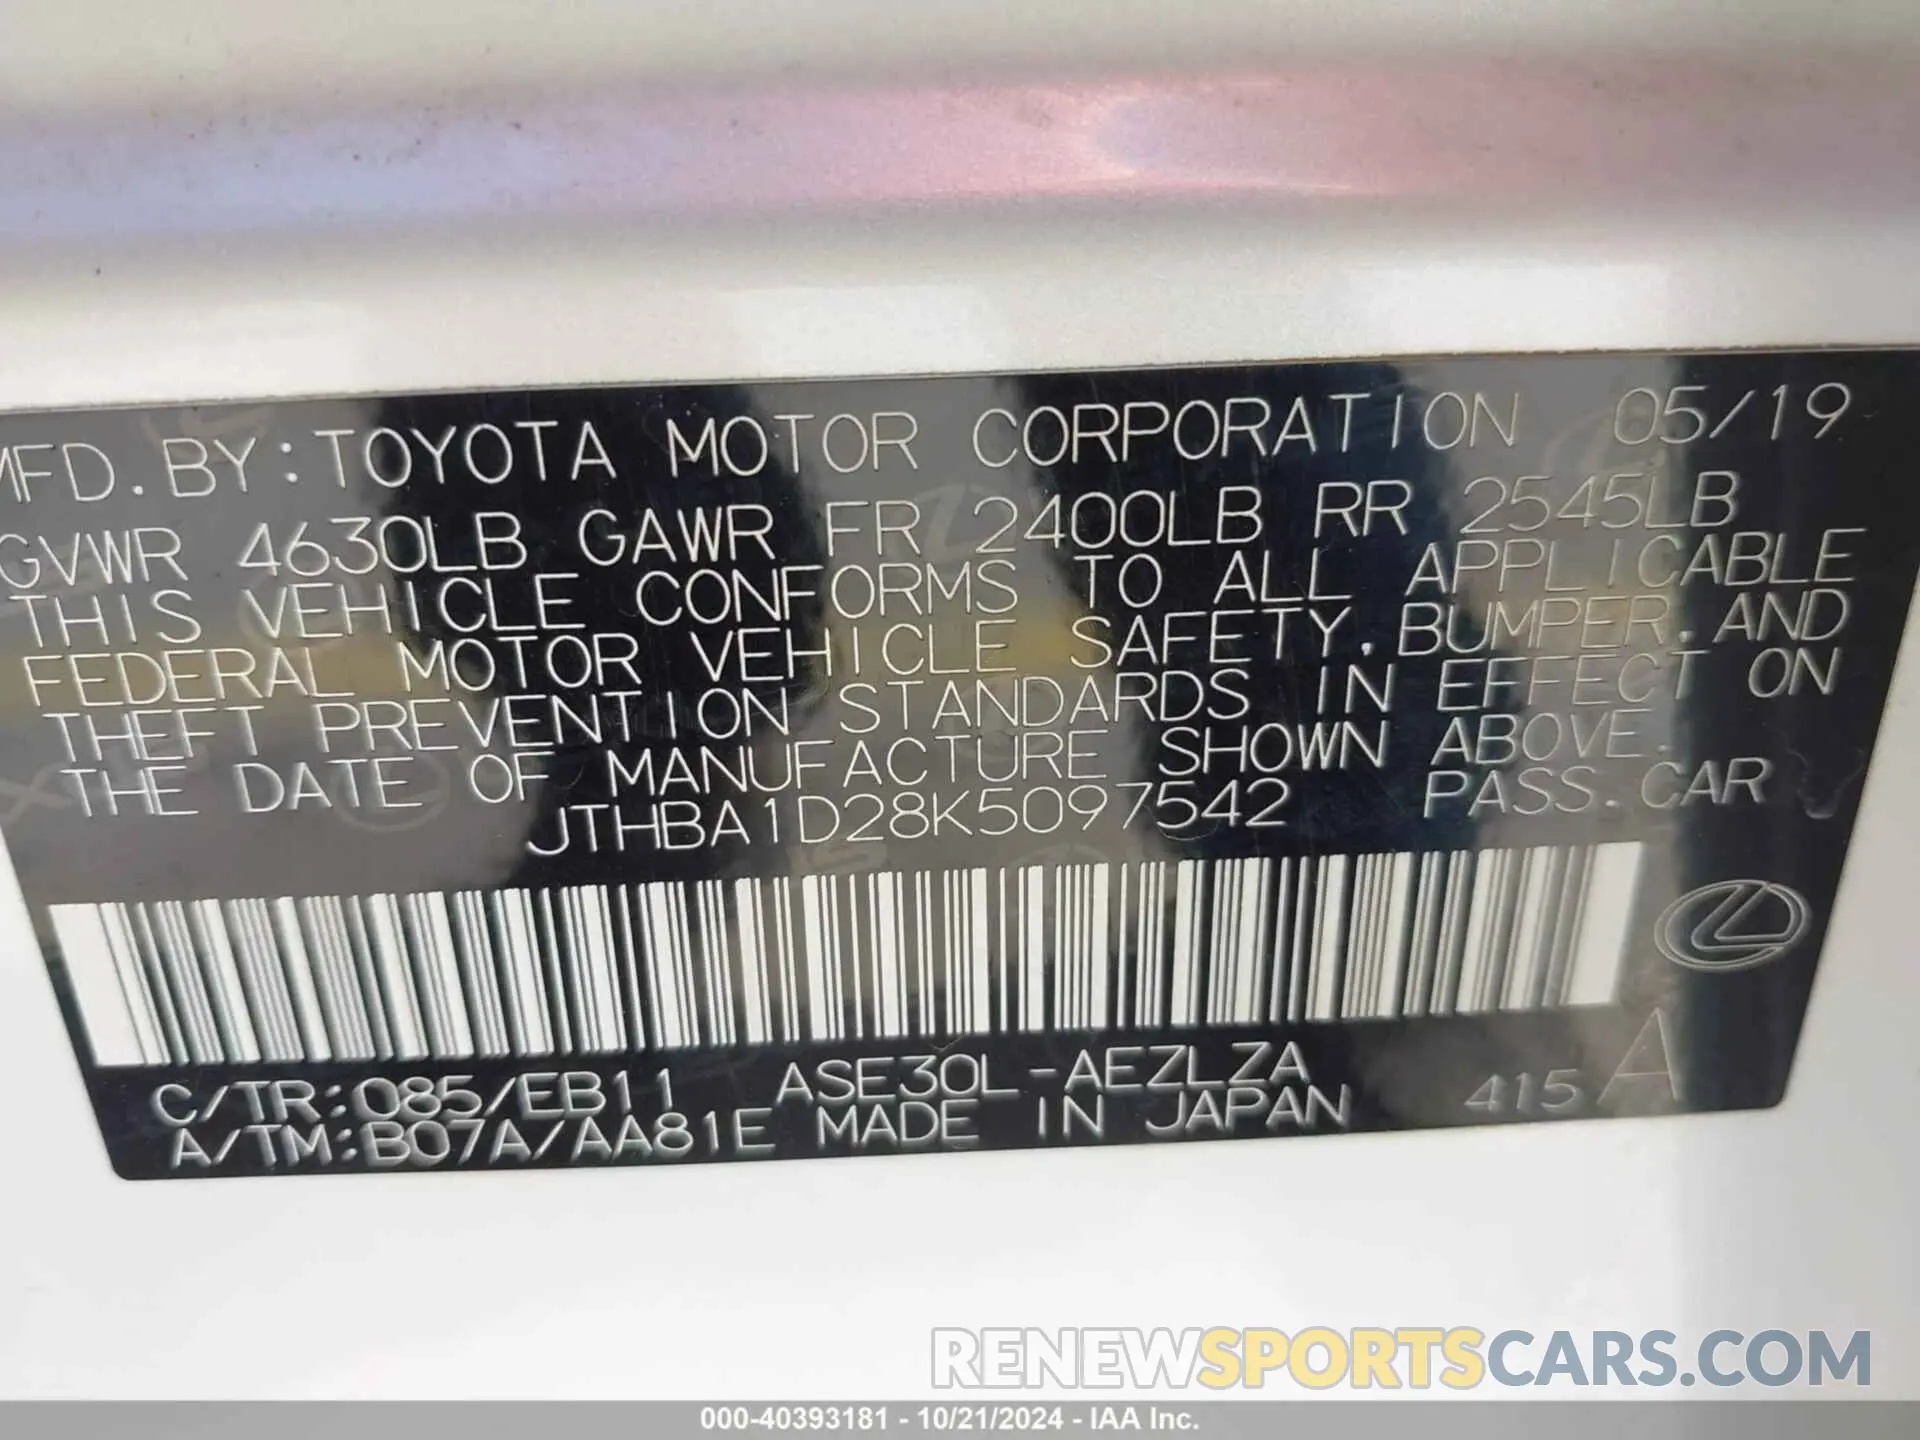 MFD. BY: TOYOTA MOTOR CORPORATION 05/19
GVWR 4630LB GAWR FR 2400LB RR 2545LB
THIS VEHICLE CONFORMS TO ALL APPLICABLE
FEDERAL MOTOR VEHICLE SAFETY, BUMPER, AND
THEFT PREVENTION STANDARDS IN EFFECT ON
THE DATE OF MANUFACTURE SHOWN ABOVE.
JTHBA1D28K5097542 PASS. CAR
C/TR: 085/EB11 ASE30L-AEZLZA
A/TM: B07A/AA81E MADE IN JAPAN 415 A
RENEWSPORTSCARS.COM
000-40393181 - 10/21/2024 - IAA Inc.